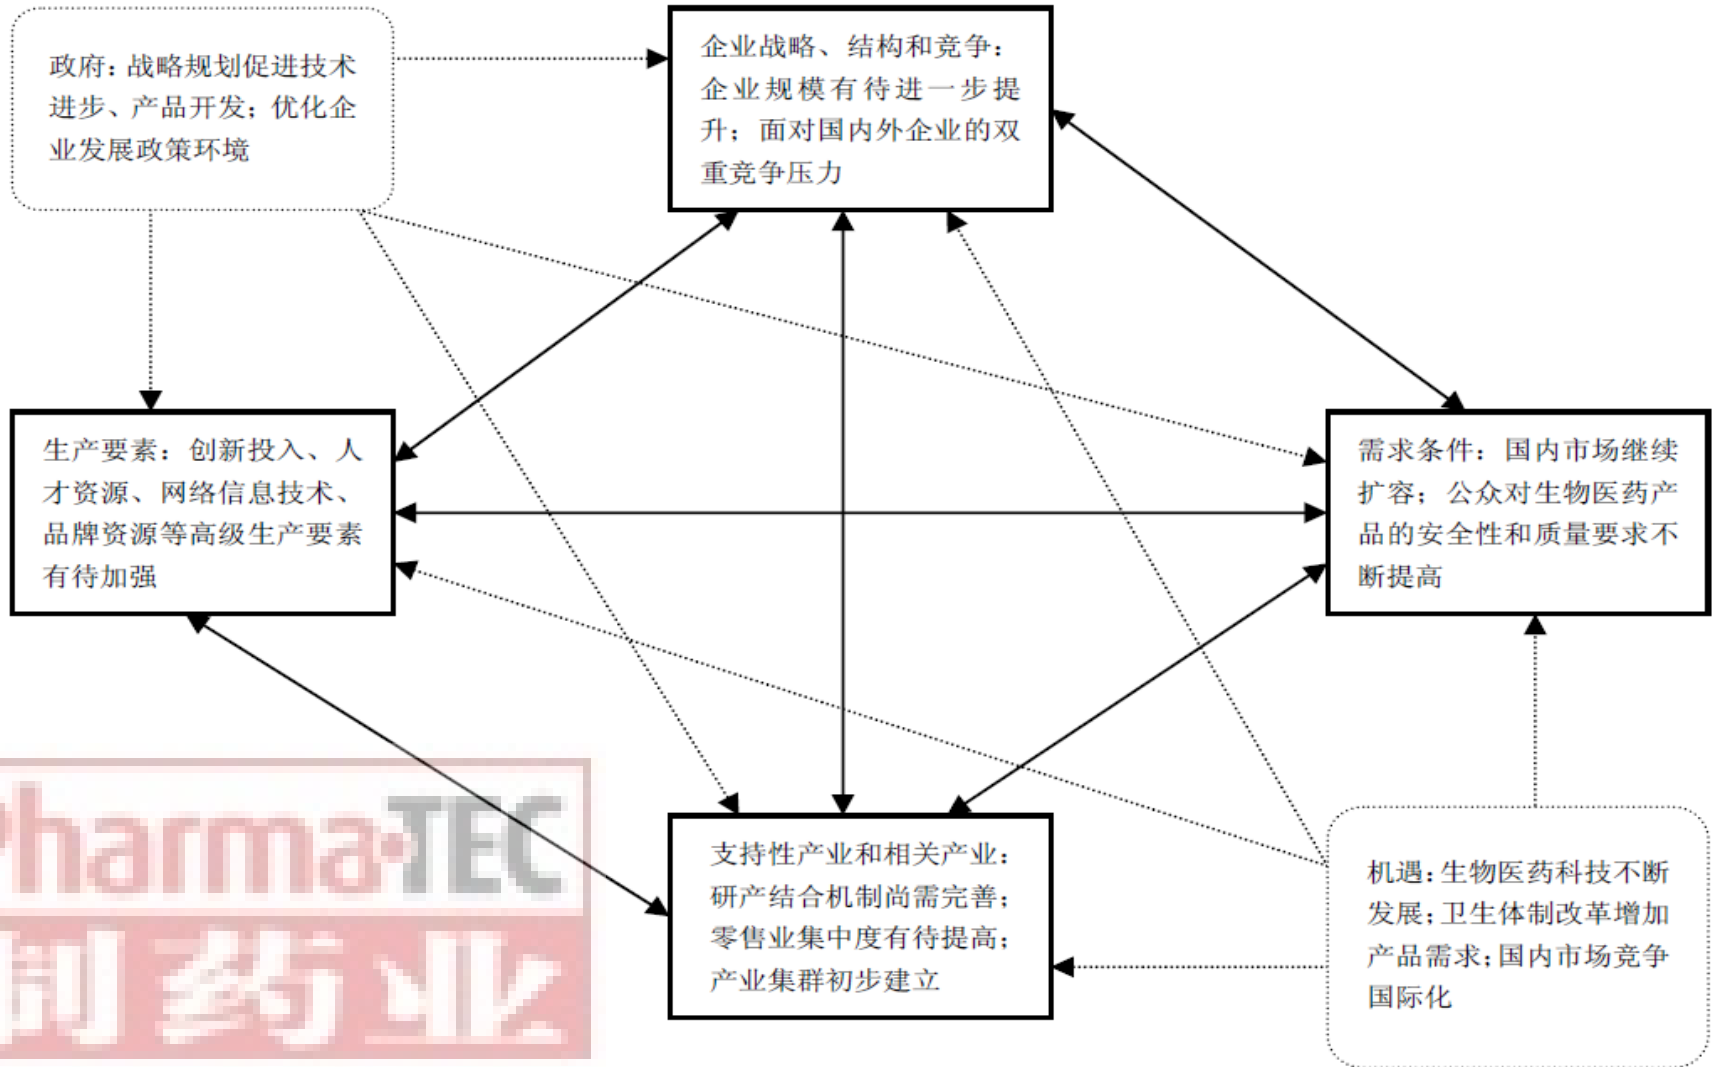 政府：战略规划促进技术
进步、产品开发；优化企
业发展政策环境
企业战略、结构和竞争：
企业规模有待进一步提
升；面对国内外企业的双
重竞争压力
生产要素：创新投入、人
才资源、网络信息技术、
品牌资源等高级生产要素
有待加强
需求条件：国内市场继续
扩容；公众对生物医药产
品的安全性和质量要求不
断提高
支持性产业和相关产业：
研产结合机制尚需完善；
零售业集中度有待提高；
产业集群初步建立
机遇：生物医药科技不断
发展；卫生体制改革增加
产品需求；国内市场竞争
国际化
Pharma·TEC
制药业